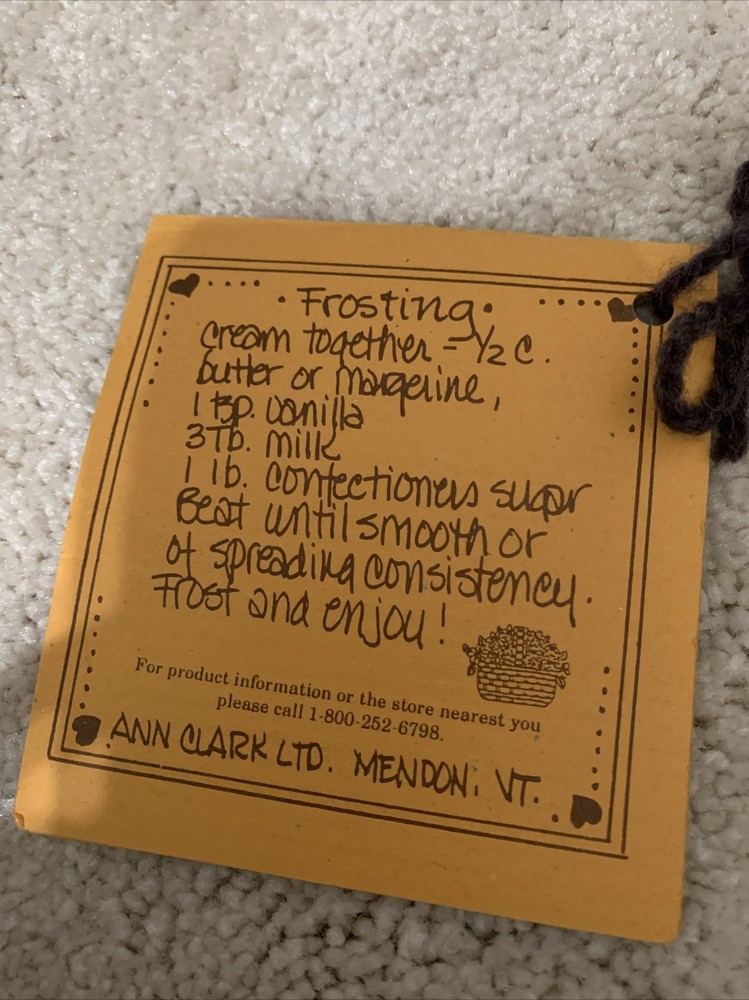 • Frosting •
cream together - ½ c.
butter or margerine,
1 tsp. vanilla
3 Tb. milk
1 lb. confectioners sugar
Beat until smooth or
of spreading consistency.
Frost and enjoy!
For product information or the store nearest you
please call 1-800-252-6798.
ANN CLARK LTD. MENDON, VT.